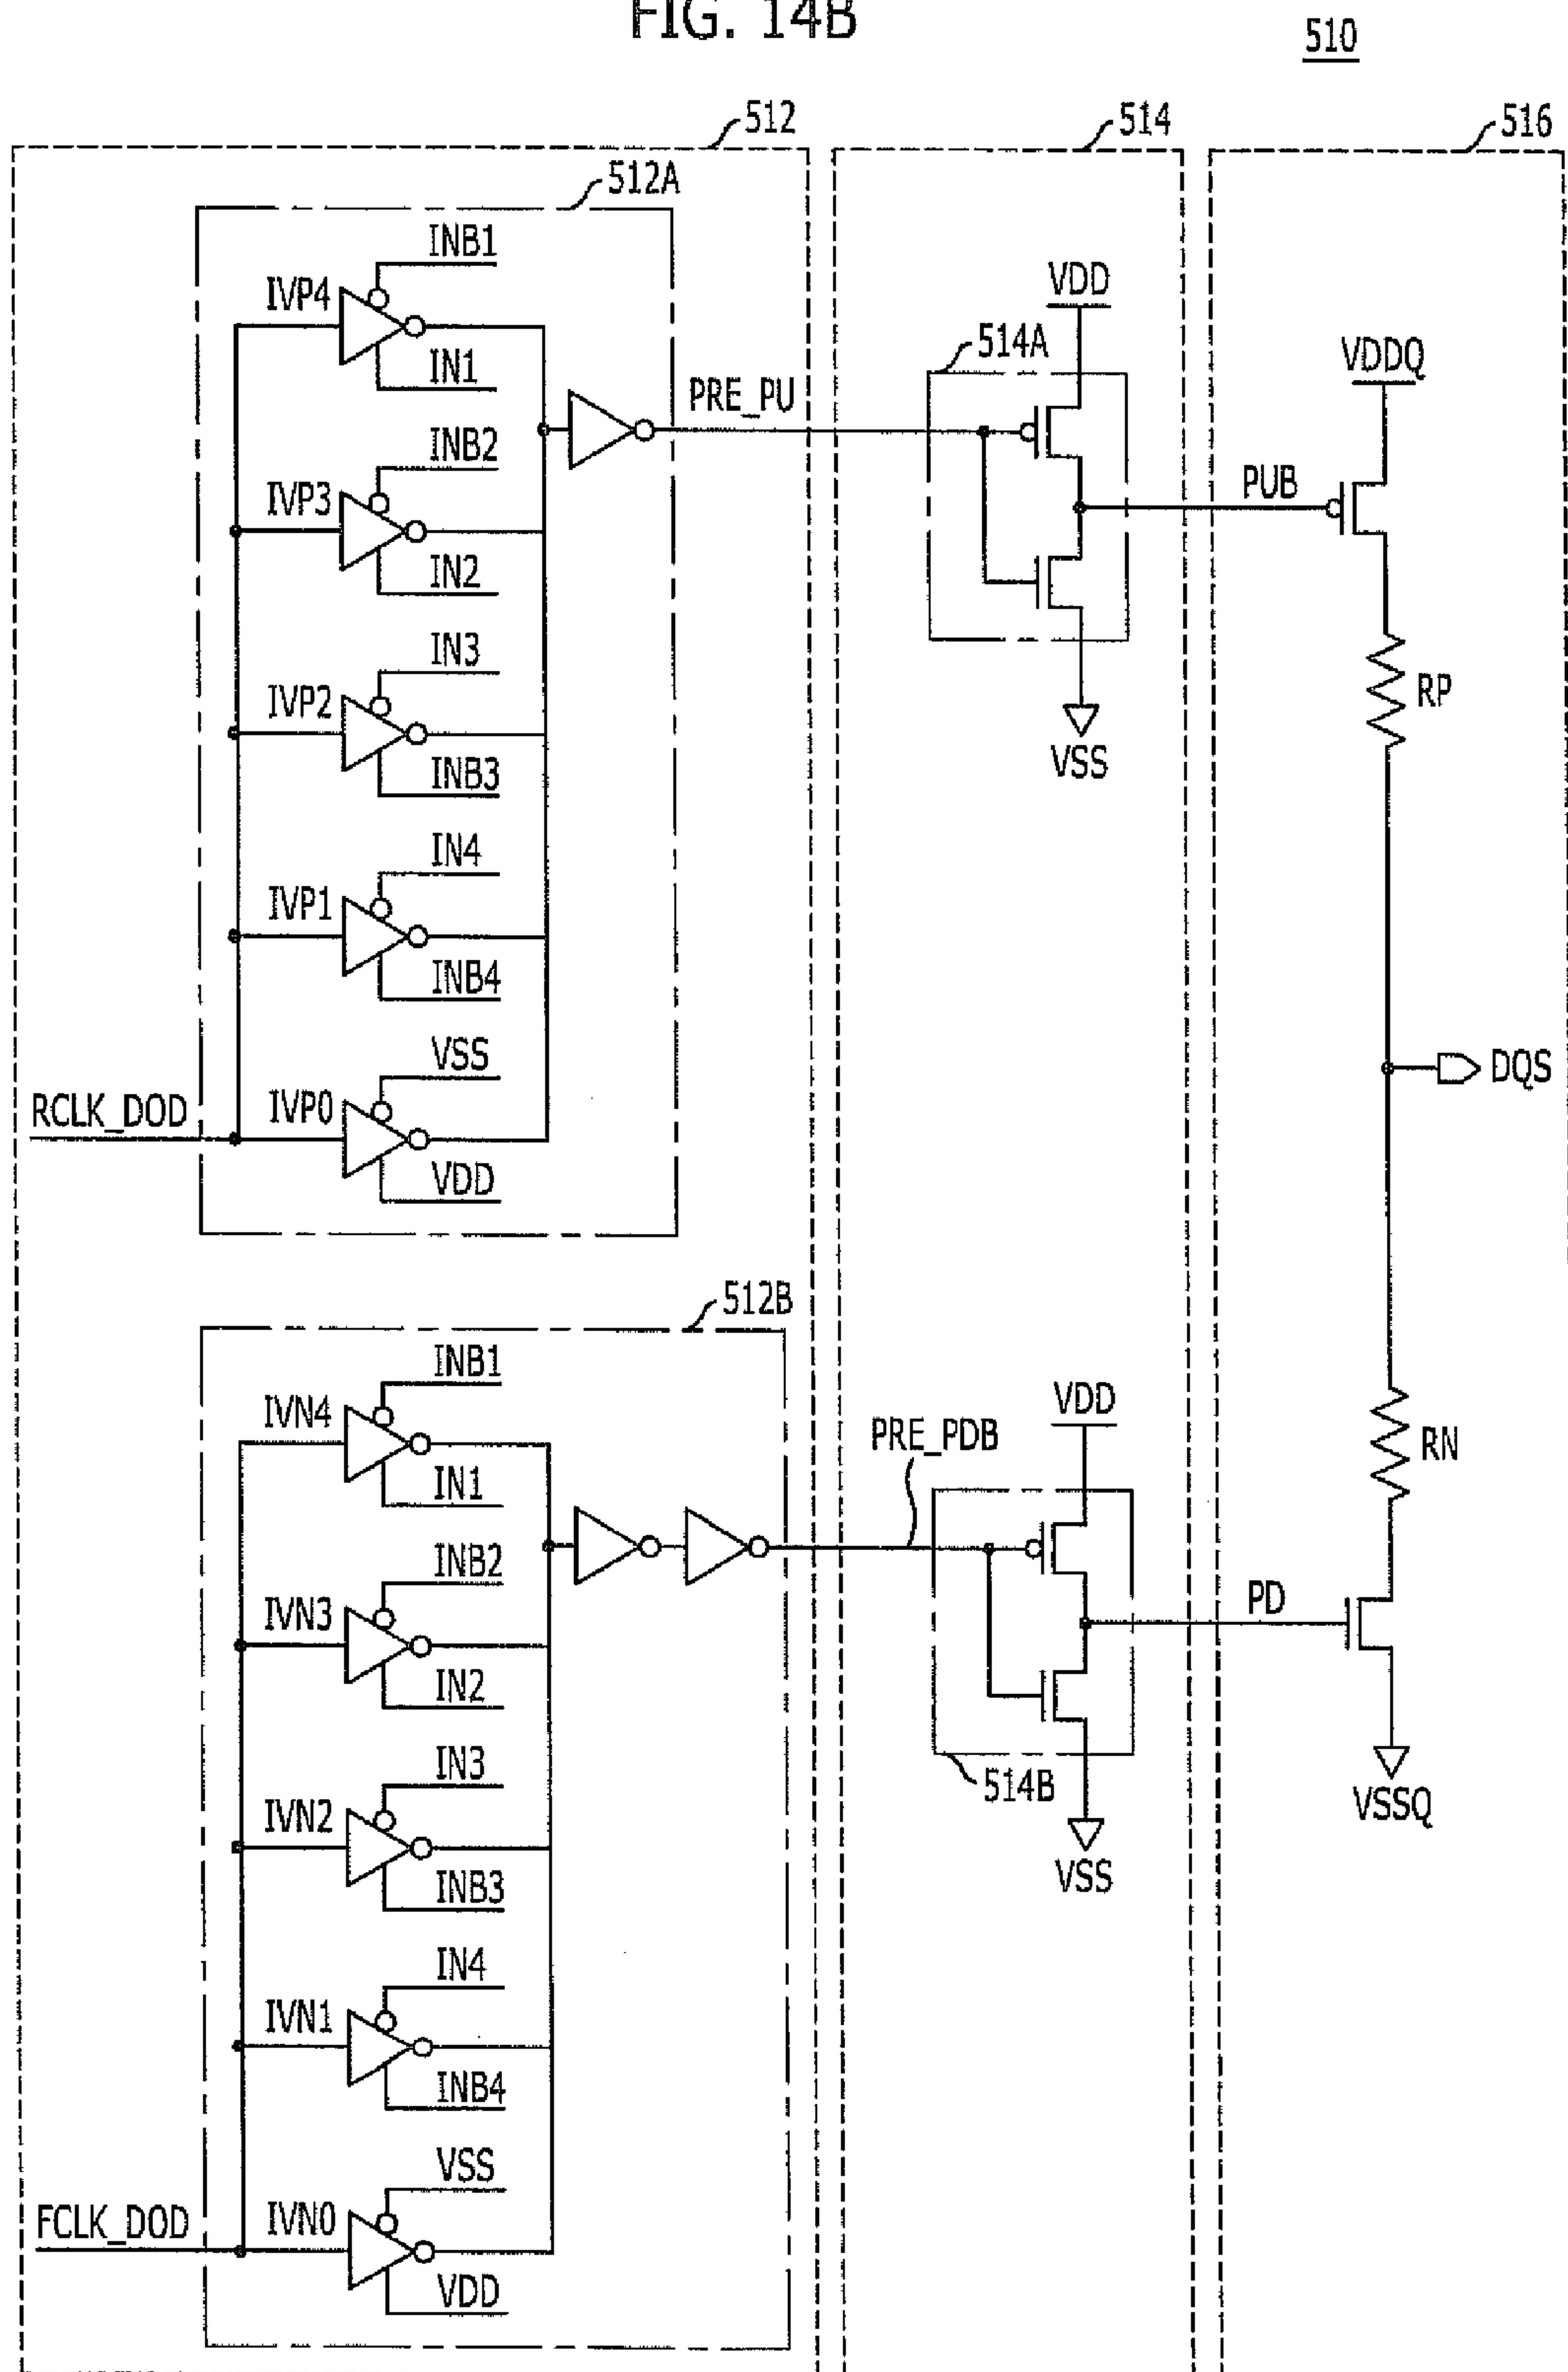 FIG. 14B
510
512
514
516
512A
INB1
IVP4
IN1
INB2
IVP3
IN2
IN3
IVP2
INB3
IN4
IVP1
INB4
VSS
RCLK_DOD
IVP0
VDD
PRE_PU
VDD
514A
VSS
VDDQ
PUB
RP
DQS
512B
INB1
IVN4
IN1
INB2
IVN3
IN2
IN3
IVN2
INB3
IN4
IVN1
INB4
VSS
FCLK_DOD
IVN0
VDD
PRE_PDB
VDD
514B
VSS
RN
PD
VSSQ